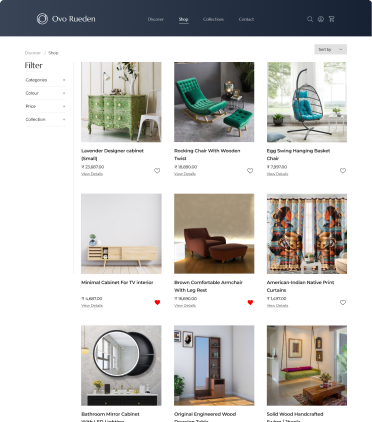 Ovo Rueden
Discover
Shop
Collections
Contact
Discover > Shop
Sort by
Filter
Categories
Colour
Price
Collection
Lavender Designer cabinet
(Small)
₹ 23,687.00
View Details
Rocking Chair With Wooden
Twist
₹ 18,690.00
View Details
Egg Swing Hanging Basket
Chair
₹ 7,997.00
View Details
Minimal Cabinet For TV interior
₹ 4,687.00
View Details
Brown Comfortable Armchair
With Leg Rest
₹ 16,690.00
View Details
American-Indian Native Print
Curtains
₹ 1,497.00
View Details
Bathroom Mirror Cabinet
With LED Lighting
Original Engineered Wood
Dressing Table
Solid Wood Handcrafted
Swing / Jhoola